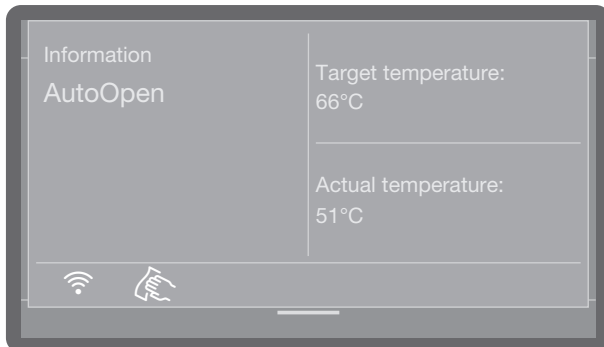 Information
AutoOpen
Target temperature:
66°C
Actual temperature:
51°C